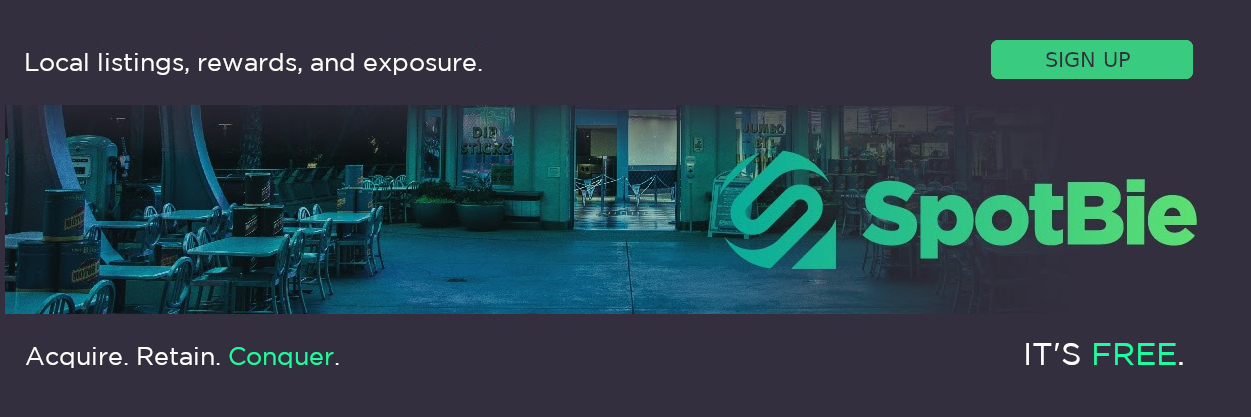 Local listings, rewards, and exposure.
SIGN UP
DIP
STICKS
JUMBO
SpotBie
Acquire. Retain. Conquer.
IT'S FREE.